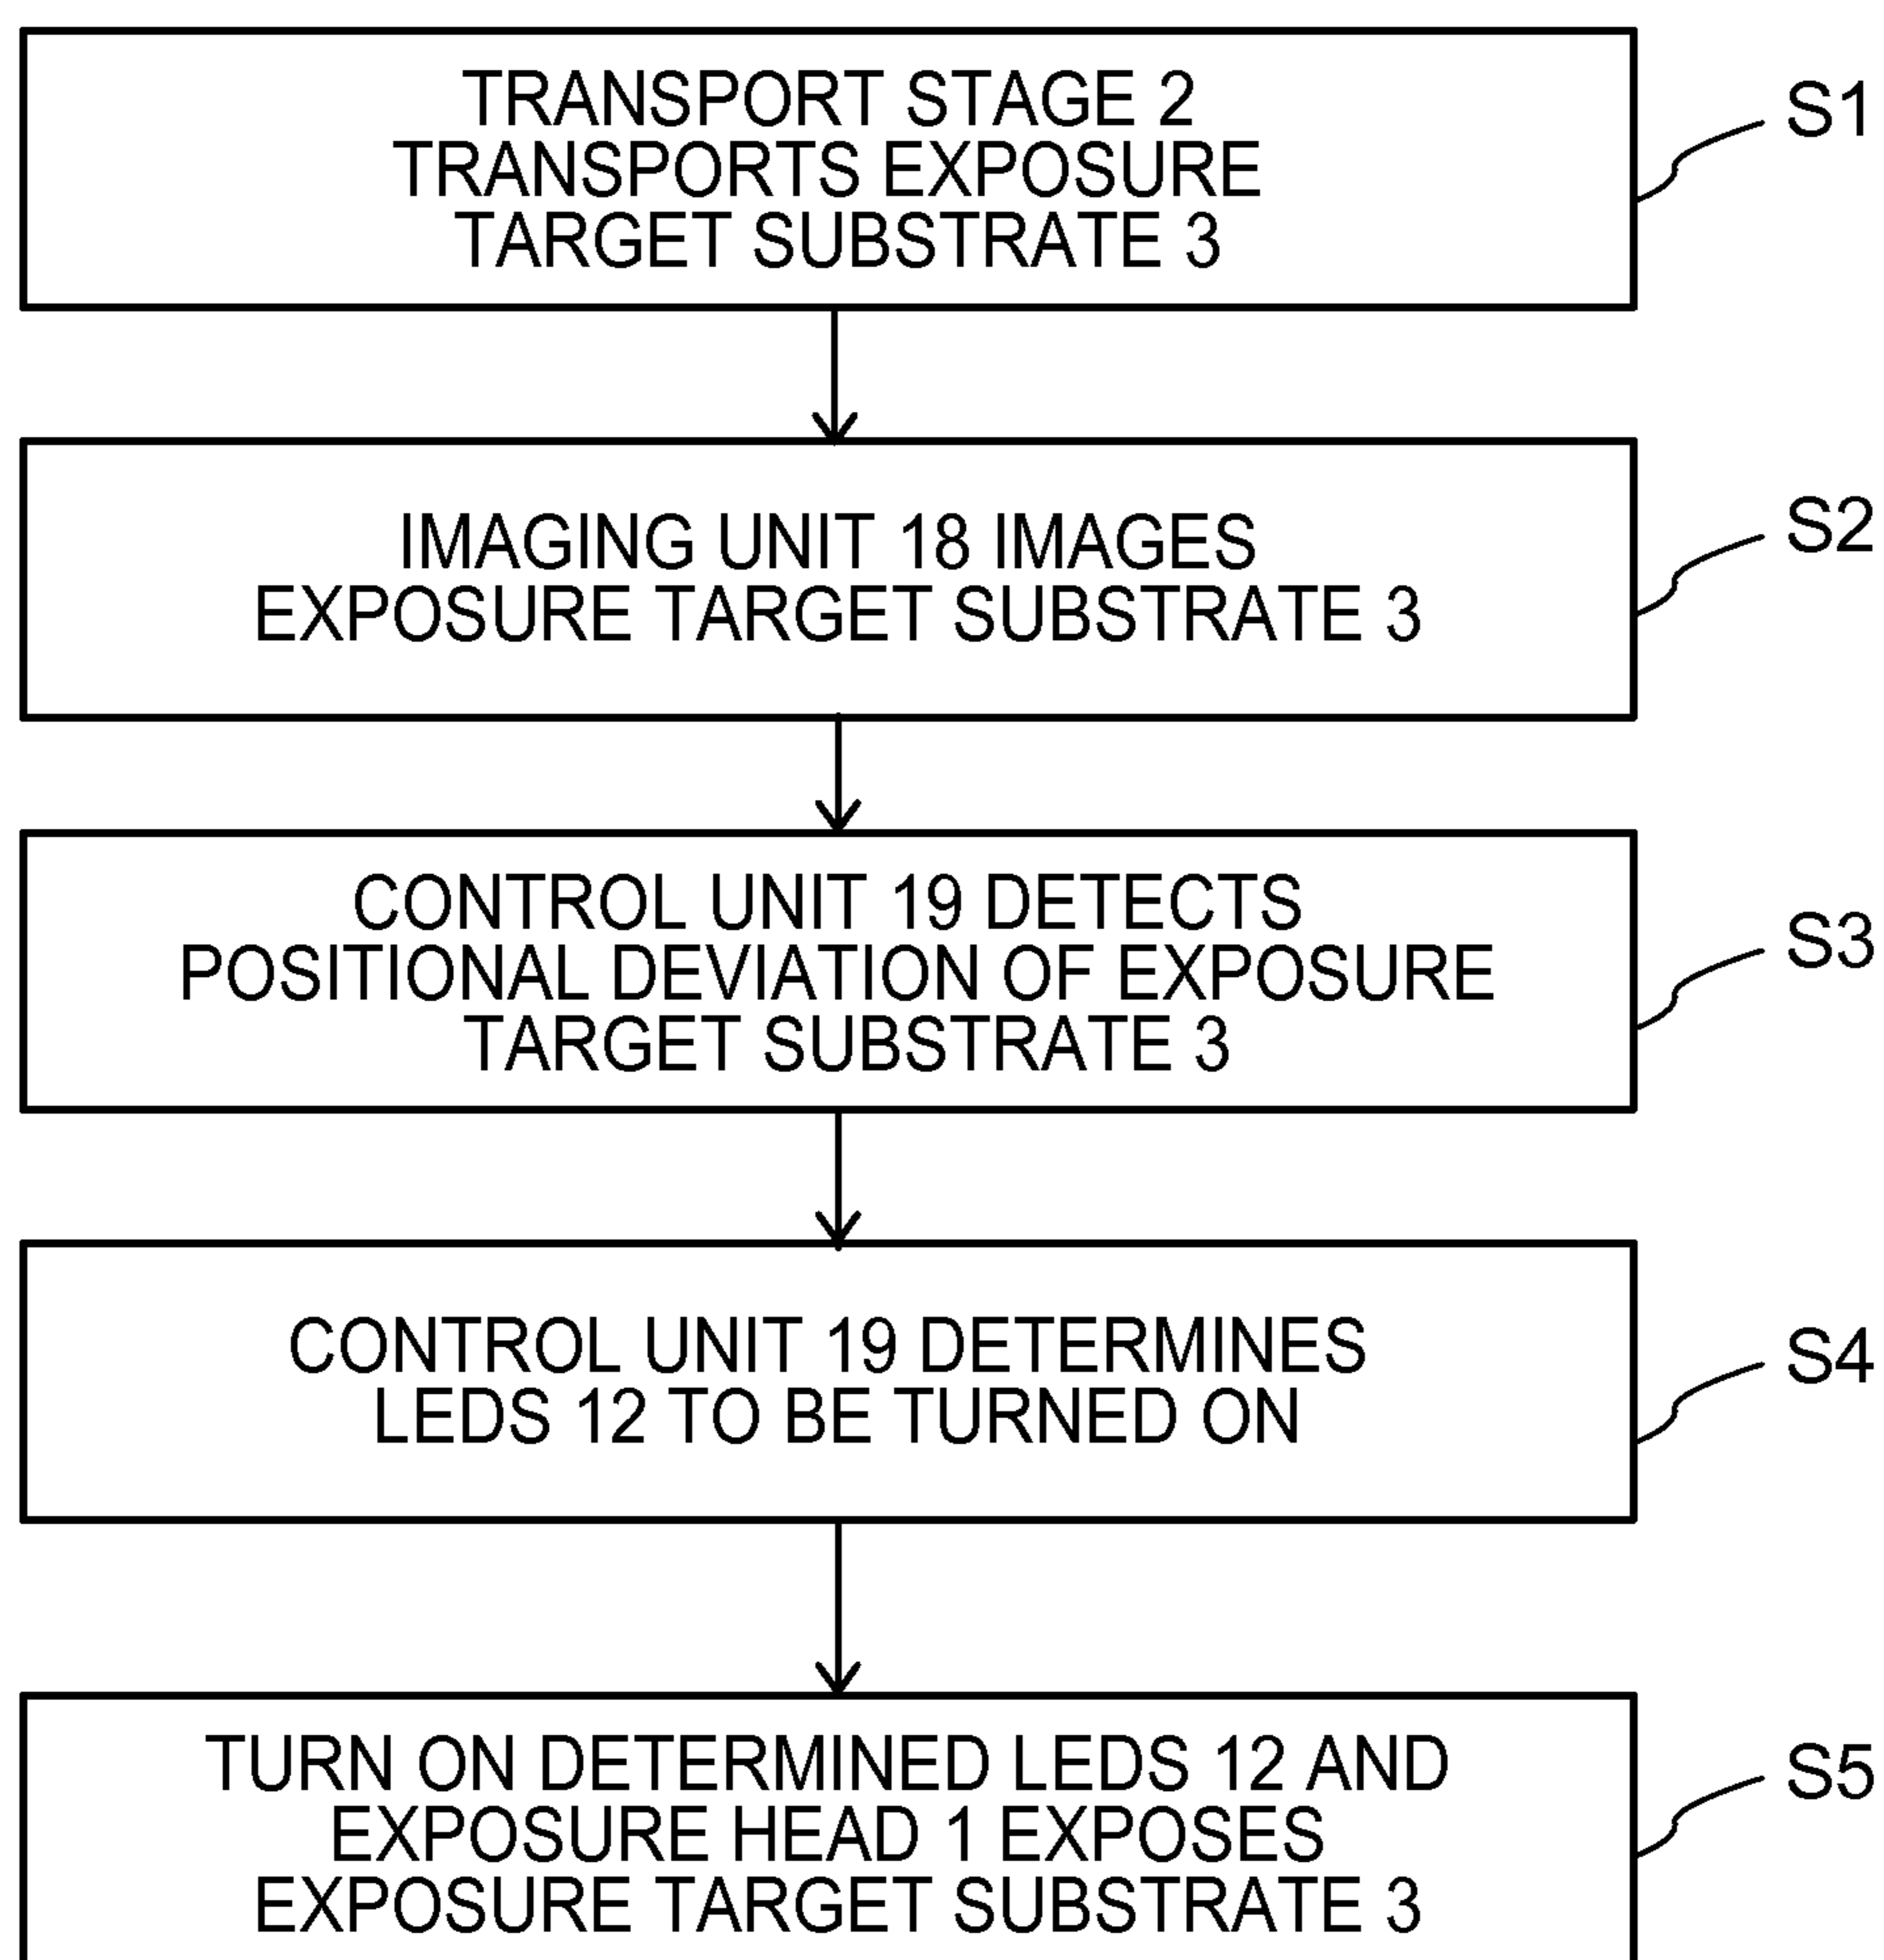 TRANSPORT STAGE 2
TRANSPORTS EXPOSURE
TARGET SUBSTRATE 3
S1
IMAGING UNIT 18 IMAGES
EXPOSURE TARGET SUBSTRATE 3
S2
CONTROL UNIT 19 DETECTS
POSITIONAL DEVIATION OF EXPOSURE
TARGET SUBSTRATE 3
S3
CONTROL UNIT 19 DETERMINES
LEDS 12 TO BE TURNED ON
S4
TURN ON DETERMINED LEDS 12 AND
EXPOSURE HEAD 1 EXPOSES
EXPOSURE TARGET SUBSTRATE 3
S5